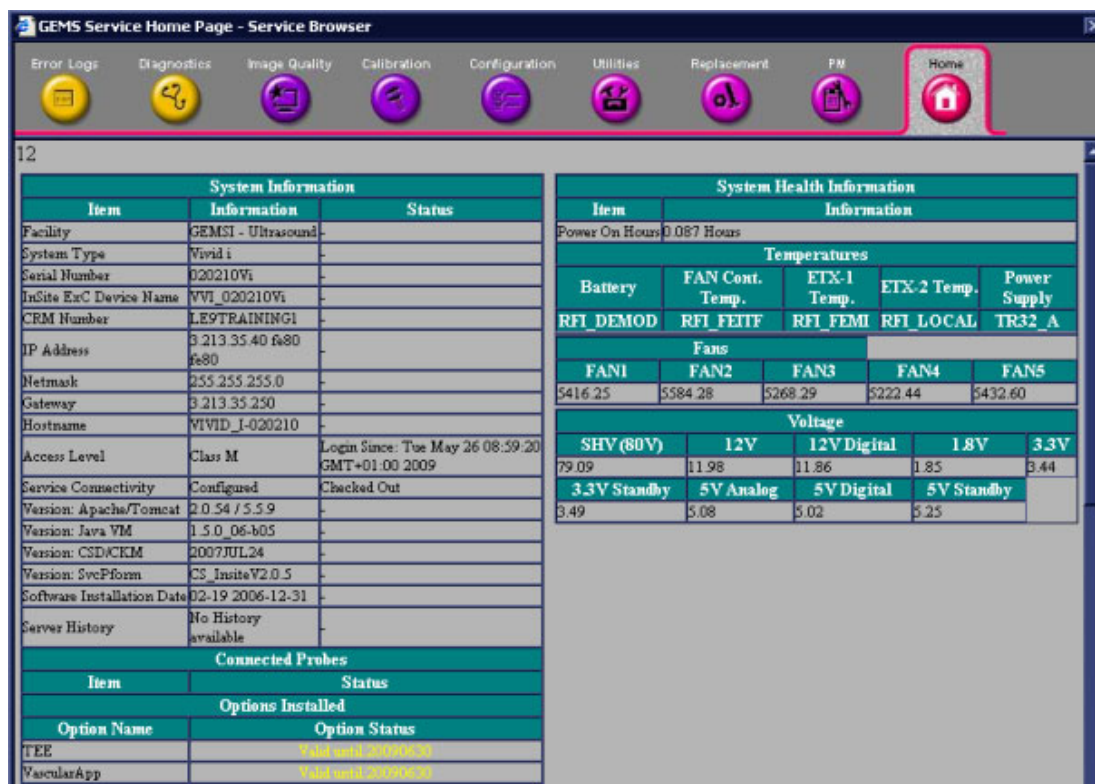 GEMS Service Home Page - Service Browser
Error Logs Diagnostics Image Quality Calibration Configuration Utilities Replacement PM Home
12
System Information
Item Information Status
Facility GEMSI - Ultrasound -
System Type Vivid i -
Serial Number 020210Vi -
InSite ExC Device Name VVI_020210Vi -
CRM Number LE9TRAINING1 -
IP Address 3.213.35.40 fe80 fe80 -
Netmask 255.255.255.0 -
Gateway 3.213.35.250 -
Hostname VIVID_I-020210 -
Access Level Class M Login Since: Tue May 26 08:59:20 GMT+01:00 2009
Service Connectivity Configured Checked Out
Version: Apache/Tomcat 2.0.54 / 5.5.9 -
Version: Java VM 1.5.0_06-b05 -
Version: CSD/CKM 2007JUL24 -
Version: SvcPform CS_InsiteV2.0.5 -
Software Installation Date 02-19 2006-12-31 -
Server History No History available -
Connected Probes
Item Status
Options Installed
Option Name Option Status
TEE Valid until 20090630
VascularApp Valid until 20090630
System Health Information
Item Information
Power On Hours 0.087 Hours
Temperatures
Battery FAN Cont. Temp. ETX-1 Temp. ETX-2 Temp. Power Supply
RFI_DEMOD RFI_FEITF RFI_FEMI RFI_LOCAL TR32_A
Fans
FAN1 FAN2 FAN3 FAN4 FAN5
5416.25 5584.28 5268.29 5222.44 5432.60
Voltage
SHV (80V) 12V 12V Digital 1.8V 3.3V
79.09 11.98 11.86 1.85 3.44
3.3V Standby 5V Analog 5V Digital 5V Standby
3.49 5.08 5.02 5.25